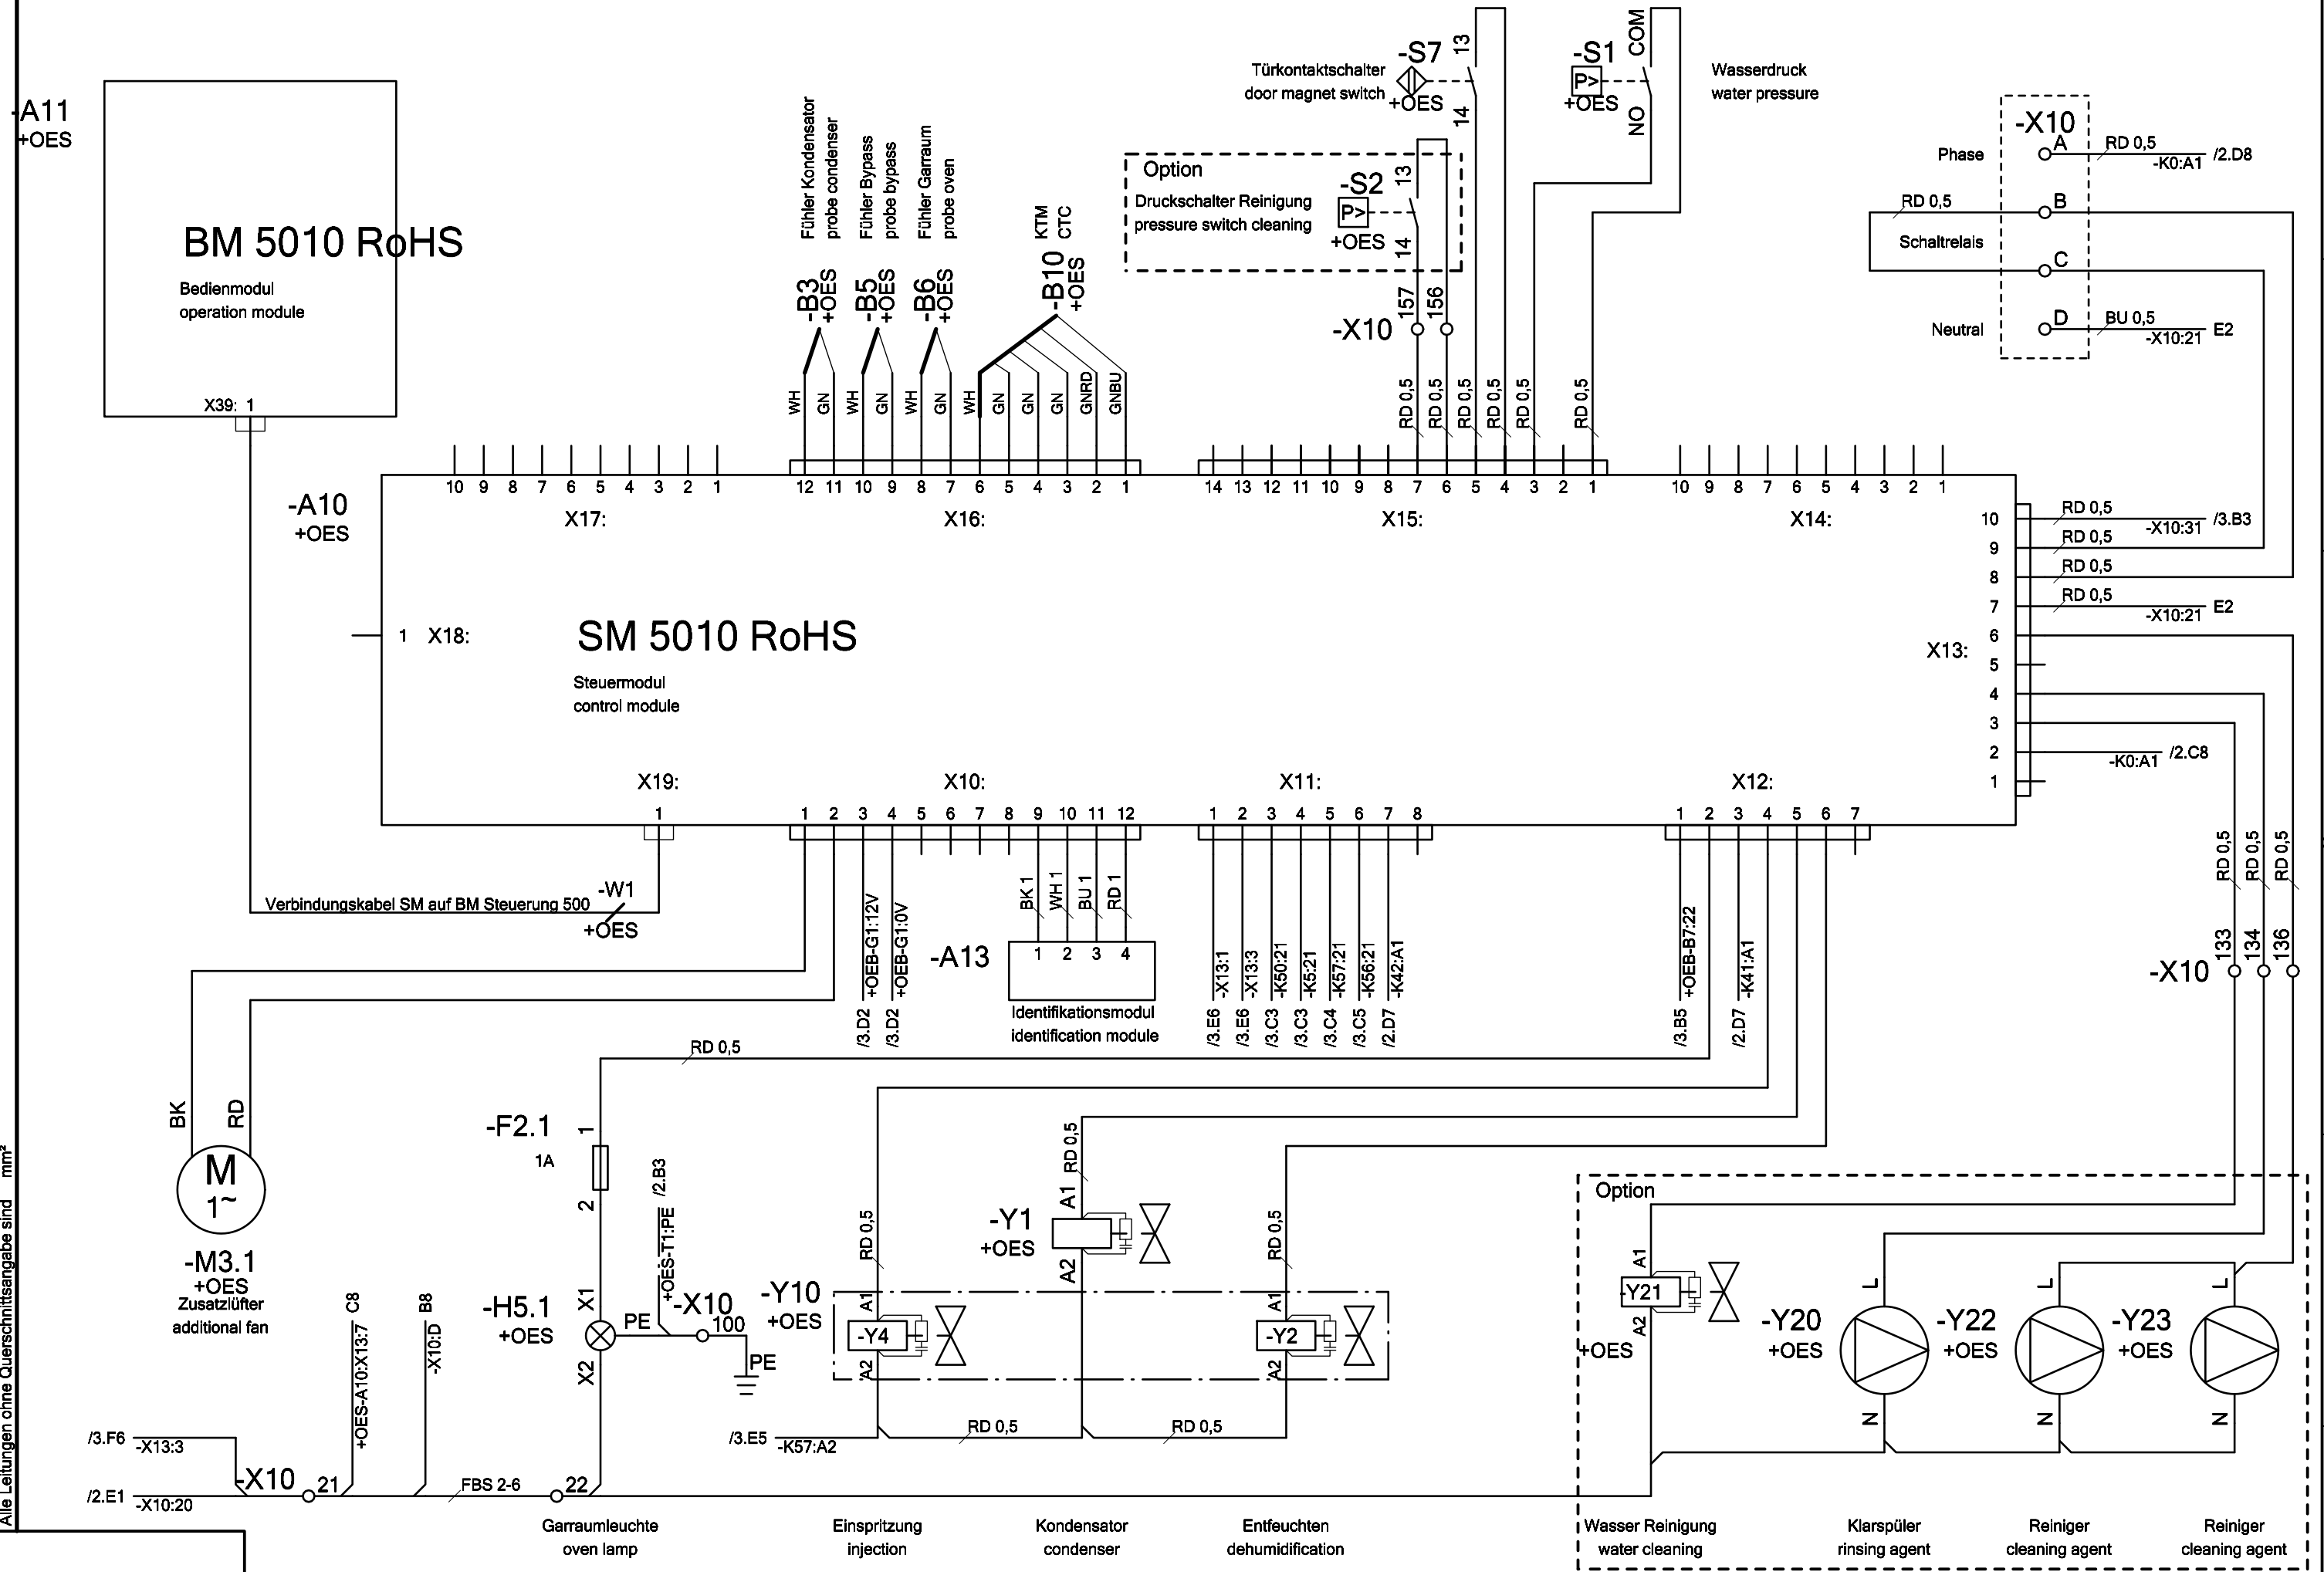 -A11
+OES
BM 5010 RoHS
Bedienmodul
operation module
X39: 1
Fühler Kondensator
probe condenser
Fühler Bypass
probe bypass
Fühler Garraum
probe oven
KTM
CTC
-B3
+OES
-B5
+OES
-B6
+OES
-B10
+OES
WH
GN
WH
GN
WH
GN
WH
GN
GN
GN
GNRD
GNBU
Türkontaktschalter
door magnet switch
-S7
+OES
13
14
-S1
P>
+OES
COM
NO
Wasserdruck
water pressure
Option
Druckschalter Reinigung
pressure switch cleaning
-S2
P>
+OES
13
14
-X10
157
156
RD 0,5
RD 0,5
RD 0,5
RD 0,5
RD 0,5
RD 0,5
-X10
Phase
A
RD 0,5
-K0:A1
/2.D8
RD 0,5
B
Schaltrelais
C
Neutral
D
BU 0,5
-X10:21
E2
-A10
+OES
10 9 8 7 6 5 4 3 2 1
X17:
12 11 10 9 8 7 6 5 4 3 2 1
X16:
14 13 12 11 10 9 8 7 6 5 4 3 2 1
X15:
10 9 8 7 6 5 4 3 2 1
X14:
1 X18:
SM 5010 RoHS
Steuermodul
control module
X13:
10
RD 0,5
-X10:31
/3.B3
9
RD 0,5
8
RD 0,5
7
RD 0,5
-X10:21
E2
6
5
4
3
2
-K0:A1
/2.C8
1
X19:
1
X10:
1 2 3 4 5 6 7 8 9 10 11 12
X11:
1 2 3 4 5 6 7 8
X12:
1 2 3 4 5 6 7
Verbindungskabel SM auf BM Steuerung 500
-W1
+OES
+OEB-G1:12V
/3.D2
+OEB-G1:0V
/3.D2
BK 1
WH 1
BU 1
RD 1
-A13
1 2 3 4
Identifikationsmodul
identification module
-X13:1
/3.E6
-X13:3
/3.E6
-K50:21
/3.C3
-K5:21
/3.C3
-K57:21
/3.C4
-K56:21
/3.C5
-K42:A1
/2.D7
+OEB-B7:22
/3.B5
-K41:A1
/2.D7
RD 0,5
RD 0,5
RD 0,5
-X10
133
134
136
RD 0,5
BK
RD
M
1~
-M3.1
+OES
Zusatzlüfter
additional fan
-F2.1
1A
1
2
-H5.1
+OES
X1
X2
PE
/2.B3
+OES-T1:PE
-X10
100
PE
-Y10
+OES
RD 0,5
A1
-Y4
A2
-Y1
+OES
RD 0,5
A1
A2
RD 0,5
A1
-Y2
A2
/3.E5
-K57:A2
RD 0,5
RD 0,5
Option
A1
-Y21
A2
+OES
-Y20
+OES
L
N
-Y22
+OES
L
N
-Y23
+OES
L
N
C8
+OES-A10:X13:7
B8
-X10:D
/3.F6
-X13:3
/2.E1
-X10:20
-X10
21
FBS 2-6
22
Garraumleuchte
oven lamp
Einspritzung
injection
Kondensator
condenser
Entfeuchten
dehumidification
Wasser Reinigung
water cleaning
Klarspüler
rinsing agent
Reiniger
cleaning agent
Reiniger
cleaning agent
Alle Leitungen ohne Querschnittsangabe sind mm²